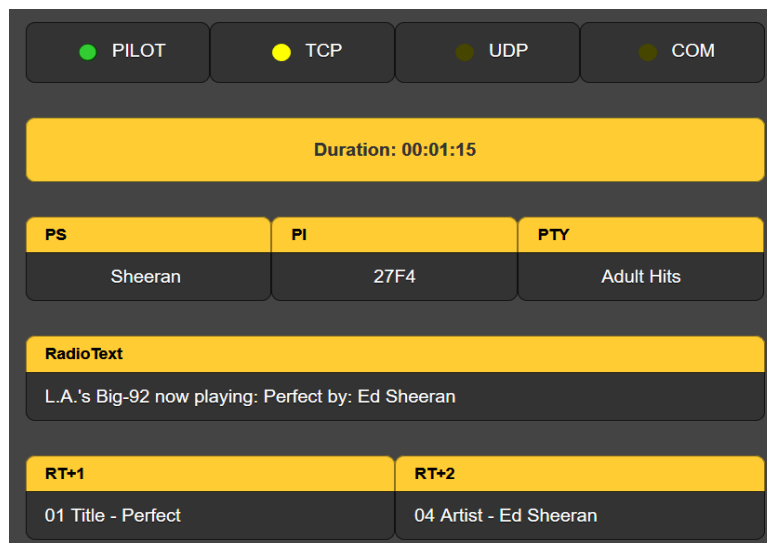 PILOT TCP UDP COM
Duration: 00:01:15
PS PI PTY
Sheeran 27F4 Adult Hits
RadioText
L.A.'s Big-92 now playing: Perfect by: Ed Sheeran
RT+1 RT+2
01 Title - Perfect 04 Artist - Ed Sheeran